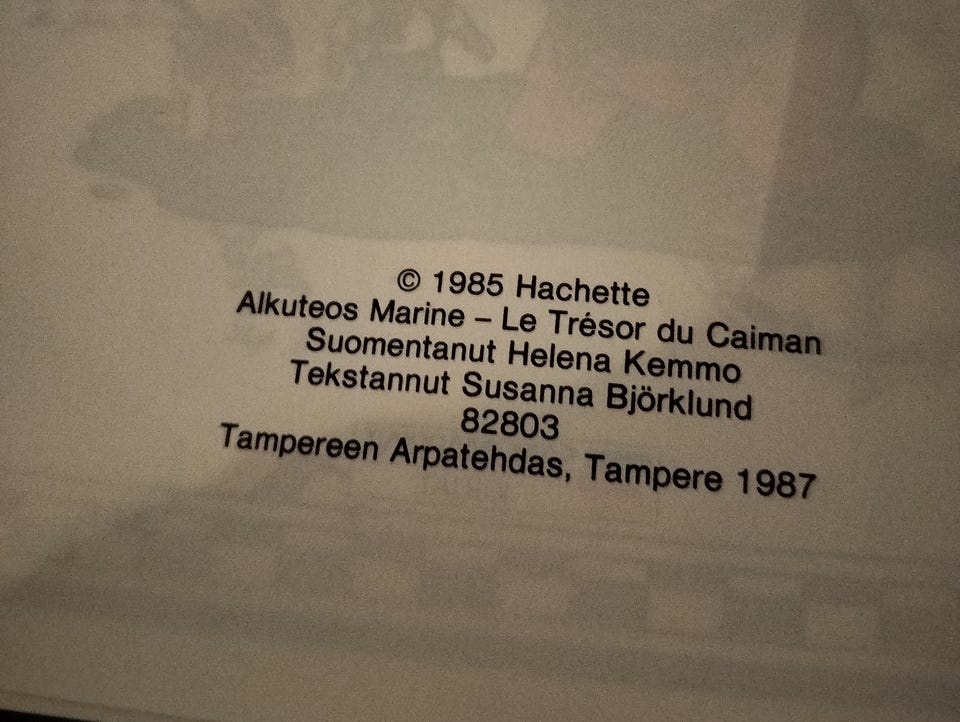 © 1985 Hachette
Alkuteos Marine – Le Trésor du Caiman
Suomentanut Helena Kemmo
Tekstannut Susanna Björklund
82803
Tampereen Arpatehdas, Tampere 1987